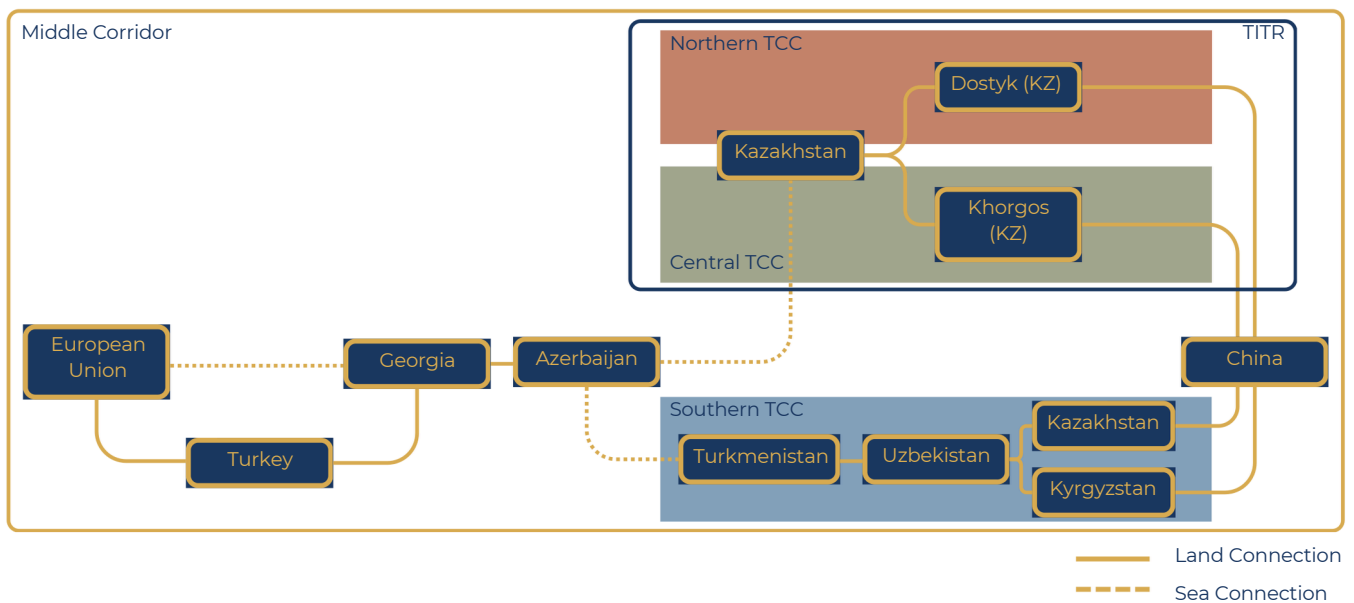 Middle Corridor
TITR
Northern TCC
Dostyk (KZ)
Kazakhstan
Khorgos
(KZ)
Central TCC
European
Union
Georgia
Azerbaijan
China
Turkey
Southern TCC
Turkmenistan
Uzbekistan
Kazakhstan
Kyrgyzstan
Land Connection
Sea Connection